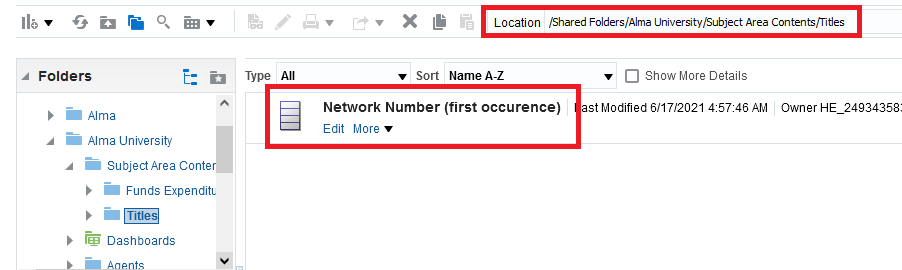 Location /Shared Folders/Alma University/Subject Area Contents/Titles
Folders
Type All Sort Name A-Z Show More Details
Network Number (first occurence) Last Modified 6/17/2021 4:57:46 AM Owner HE_249343583
Edit More
Alma
Alma University
Subject Area Conter
Funds Expenditu
Titles
Dashboards
Agents